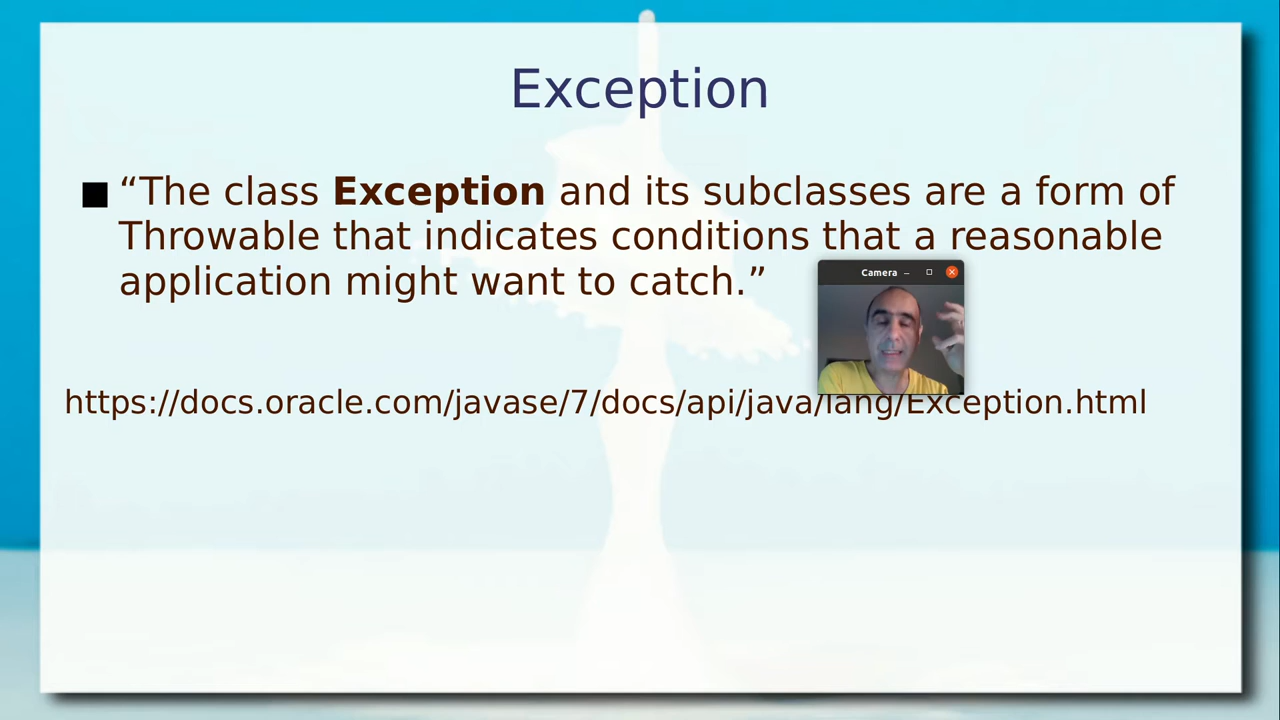 Exception
“The class Exception and its subclasses are a form of
Throwable that indicates conditions that a reasonable
application might want to catch.”
Camera
https://docs.oracle.com/javase/7/docs/api/java/lang/Exception.html